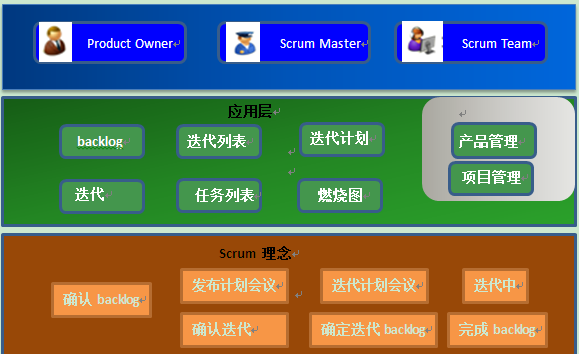 Product Owner Scrum Master Scrum Team
应用层
backlog 迭代列表 迭代计划 产品管理
项目管理
迭代 任务列表 燃烧图
Scrum 理念
确认 backlog 发布计划会议 迭代计划会议 迭代中
确认迭代 确定迭代 backlog 完成 backlog